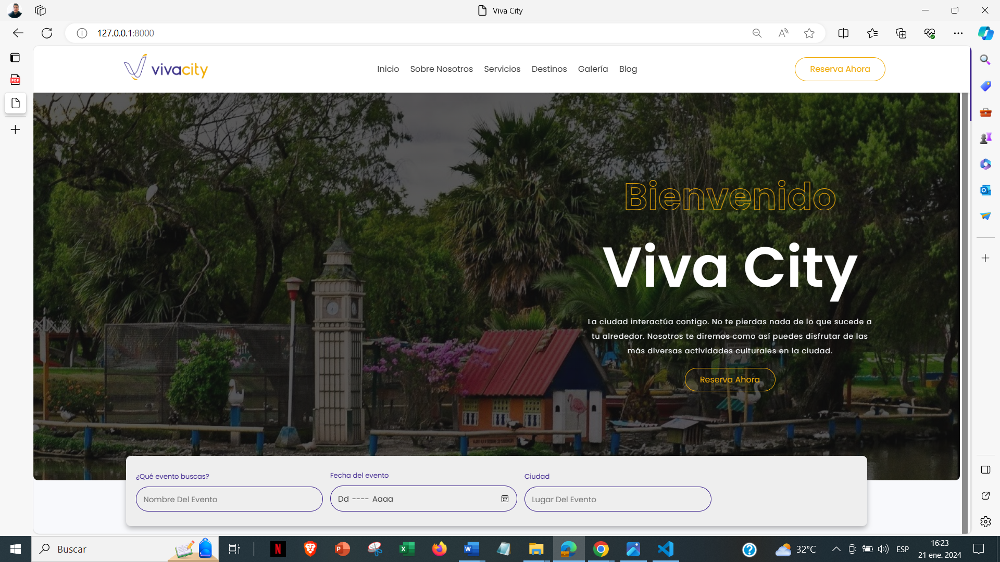 Viva City
127.0.0.1:8000
vivacity
Inicio Sobre Nosotros Servicios Destinos Galería Blog
Reserva Ahora
Bienvenido
Viva City
La ciudad interactúa contigo. No te pierdas nada de lo que sucede a
tu alrededor. Nosotros te diremos como así puedes disfrutar de las
más diversas actividades culturales en la ciudad.
Reserva Ahora
¿Qué evento buscas? Fecha del evento Ciudad
Nombre Del Evento Dd ---- Aaaa Lugar Del Evento
Buscar
32°C
ESP
16:23
21 ene. 2024